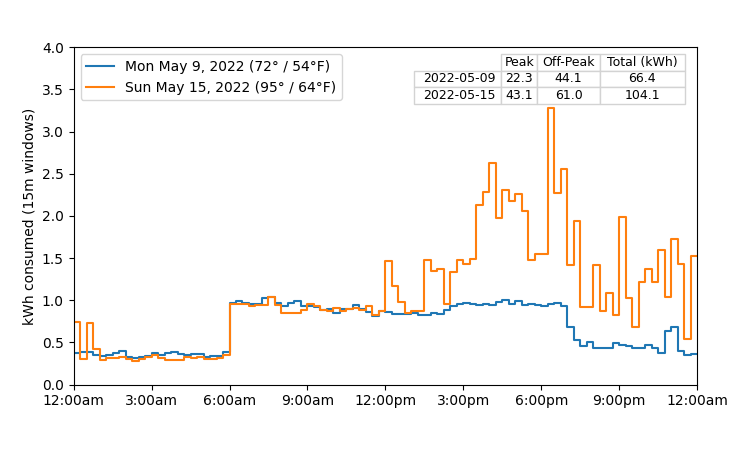 Mon May 9, 2022 (72° / 54°F)
Sun May 15, 2022 (95° / 64°F)
Peak Off-Peak Total (kWh)
2022-05-09 22.3 44.1 66.4
2022-05-15 43.1 61.0 104.1
kWh consumed (15m windows)
4.0
3.5
3.0
2.5
2.0
1.5
1.0
0.5
0.0
12:00am 3:00am 6:00am 9:00am 12:00pm 3:00pm 6:00pm 9:00pm 12:00am